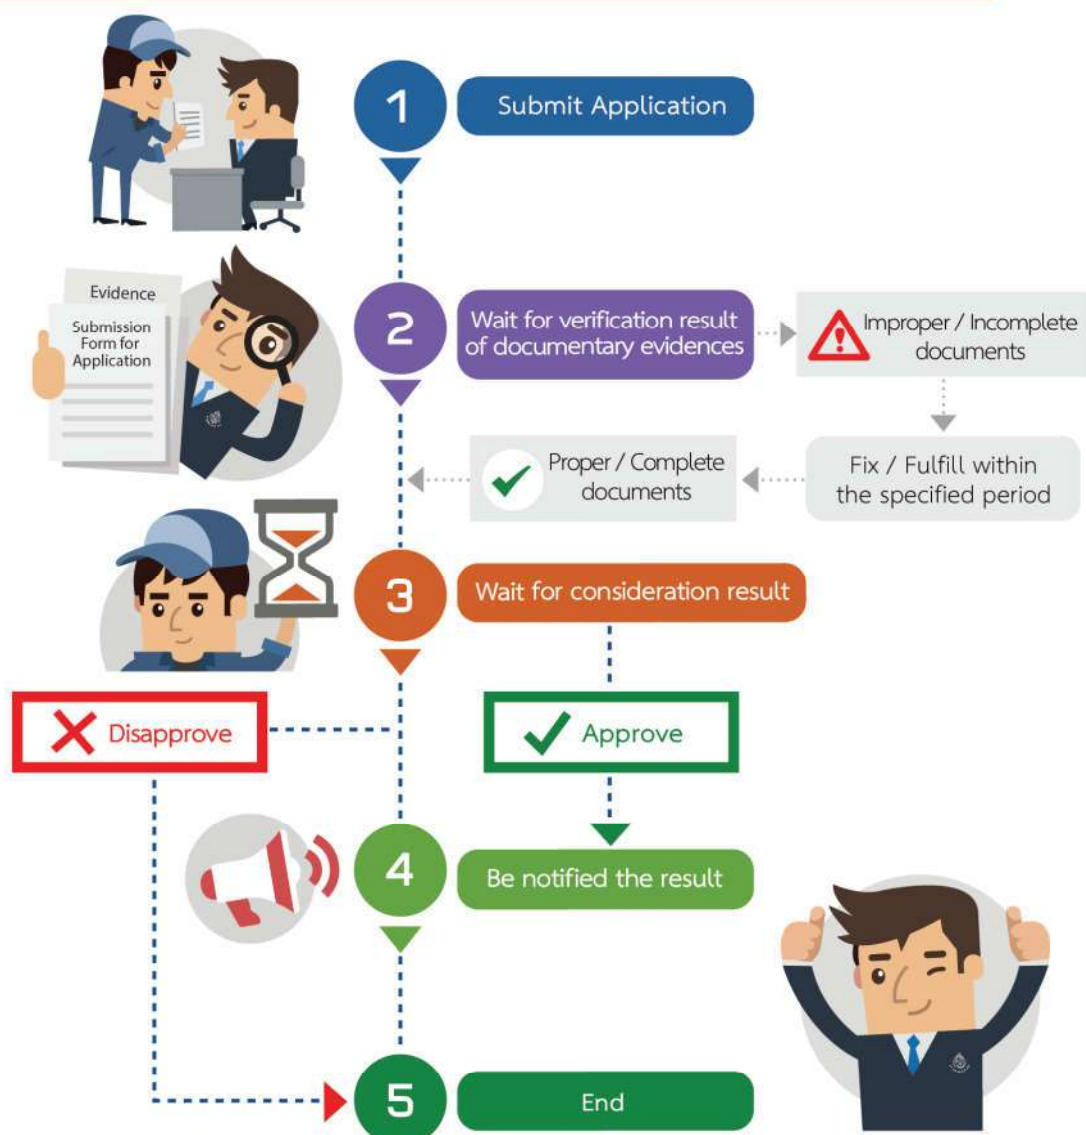 1
Submit Application
Evidence
Submission
Form for
Application
2
Wait for verification result
of documentary evidences
Improper / Incomplete
documents
Proper / Complete
documents
Fix / Fulfill within
the specified period
3
Wait for consideration result
Disapprove
Approve
4
Be notified the result
5
End